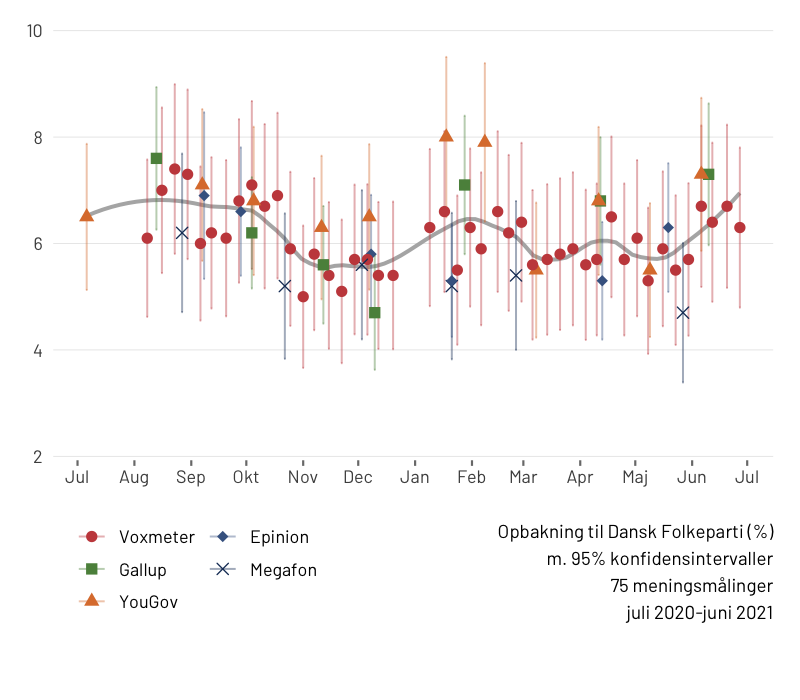 10
8
6
4
2
Jul Aug Sep Okt Nov Dec Jan Feb Mar Apr Maj Jun Jul
Voxmeter Epinion
Gallup Megafon
YouGov
Opbakning til Dansk Folkeparti (%)
m. 95% konfidensintervaller
75 meningsmålinger
juli 2020-juni 2021